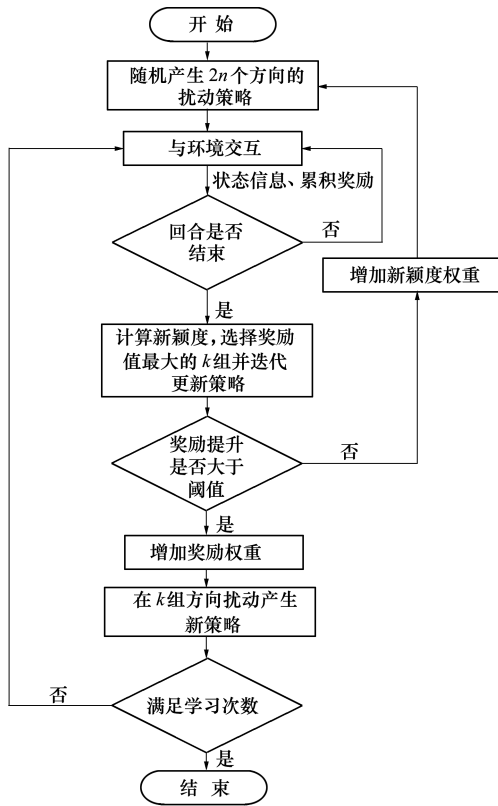 开 始
随机产生 2n 个方向的
扰动策略
与环境交互
状态信息、累积奖励
回合是否
结束
否
增加新颖度权重
是
计算新颖度,选择奖励
值最大的 k 组并迭代
更新策略
奖励提升
是否大于
阈值
否
是
增加奖励权重
在 k 组方向扰动产生
新策略
否
满足学习次数
是
结 束